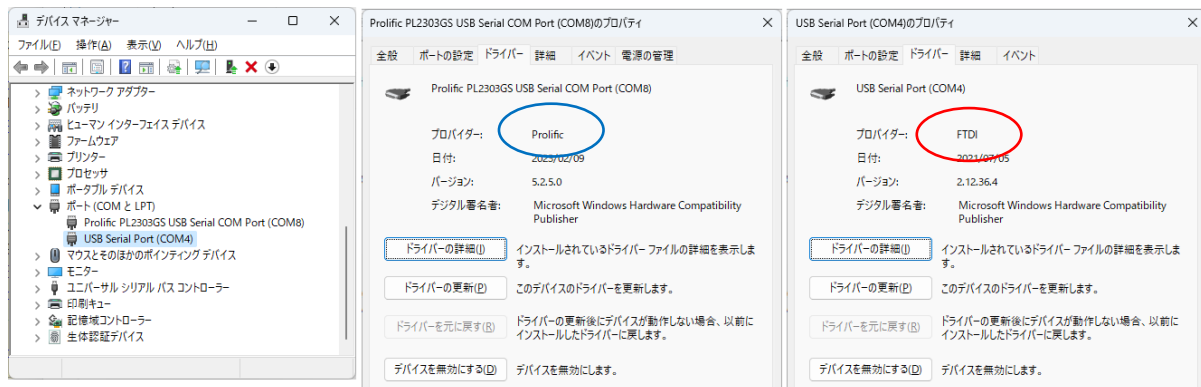 デバイス マネージャー
ファイル(F) 操作(A) 表示(V) ヘルプ(H)
ネットワーク アダプター
バッテリ
ヒューマン インターフェイス デバイス
ファームウェア
プリンター
プロセッサ
ポータブル デバイス
ポート (COM と LPT)
Prolific PL2303GS USB Serial COM Port (COM8)
USB Serial Port (COM4)
マウスとそのほかのポインティング デバイス
モニター
ユニバーサル シリアル バス コントローラー
印刷キュー
記憶域コントローラー
生体認証デバイス
Prolific PL2303GS USB Serial COM Port (COM8)のプロパティ
全般 ポートの設定 ドライバー 詳細 イベント 電源の管理
Prolific PL2303GS USB Serial COM Port (COM8)
プロバイダー: Prolific
日付: 2023/02/09
バージョン: 5.2.5.0
デジタル署名者: Microsoft Windows Hardware Compatibility
Publisher
ドライバーの詳細(I) インストールされているドライバー ファイルの詳細を表示しま
す。
ドライバーの更新(P) このデバイスのドライバーを更新します。
ドライバーを元に戻す(R) ドライバーの更新後にデバイスが動作しない場合、以前に
インストールしたドライバーに戻します。
デバイスを無効にする(D) デバイスを無効にします。
USB Serial Port (COM4)のプロパティ
全般 ポートの設定 ドライバー 詳細 イベント
USB Serial Port (COM4)
プロバイダー: FTDI
日付: 2021/07/05
バージョン: 2.12.36.4
デジタル署名者: Microsoft Windows Hardware Compatibility
Publisher
ドライバーの詳細(I) インストールされているドライバー ファイルの詳細を表示しま
す。
ドライバーの更新(P) このデバイスのドライバーを更新します。
ドライバーを元に戻す(R) ドライバーの更新後にデバイスが動作しない場合、以前に
インストールしたドライバーに戻します。
デバイスを無効にする(D) デバイスを無効にします。